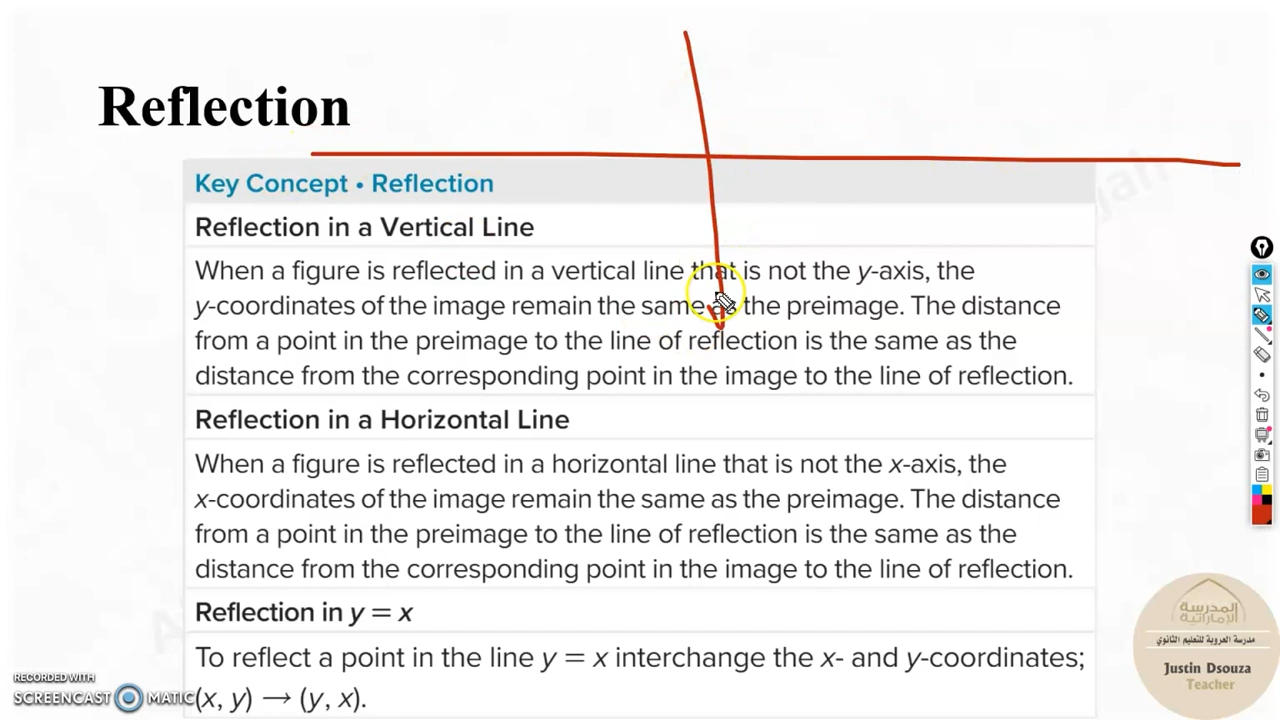 Reflection
Key Concept • Reflection
Reflection in a Vertical Line
When a figure is reflected in a vertical line that is not the y-axis, the
y-coordinates of the image remain the same as the preimage. The distance
from a point in the preimage to the line of reflection is the same as the
distance from the corresponding point in the image to the line of reflection.
Reflection in a Horizontal Line
When a figure is reflected in a horizontal line that is not the x-axis, the
x-coordinates of the image remain the same as the preimage. The distance
from a point in the preimage to the line of reflection is the same as the
distance from the corresponding point in the image to the line of reflection.
Reflection in y = x
To reflect a point in the line y = x interchange the x- and y-coordinates;
(x, y) → (y, x).
المدرسة
الإماراتية
مدرسة العروبة للتعليم الثانوي
Justin Dsouza
Teacher
RECORDED WITH
SCREENCAST MATIC